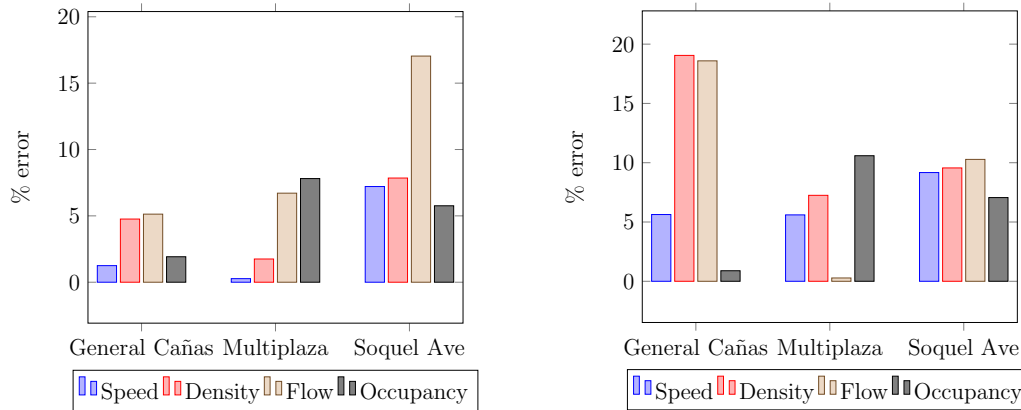 20
15
10
5
0
% error
General Cañas Multiplaza Soquel Ave
Speed Density Flow Occupancy
20
15
10
5
0
% error
General Cañas Multiplaza Soquel Ave
Speed Density Flow Occupancy